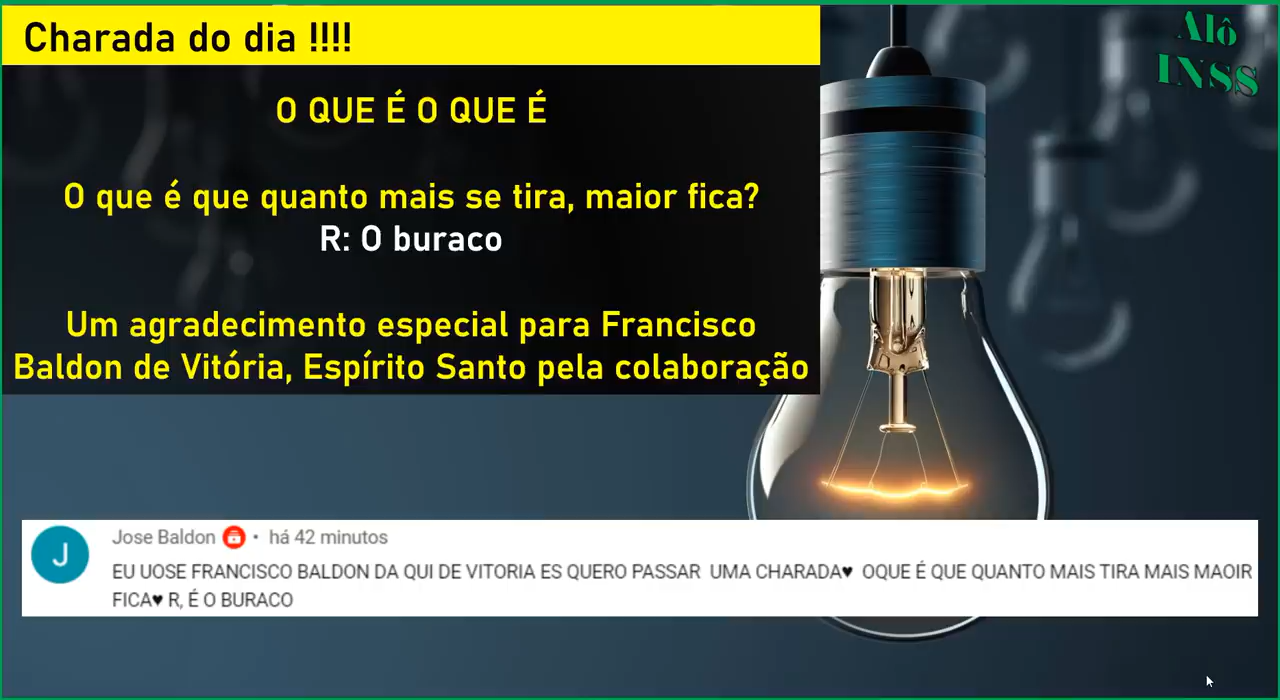 Charada do dia !!!!
Alô
INSS
O QUE É O QUE É
O que é que quanto mais se tira, maior fica?
R: O buraco
Um agradecimento especial para Francisco
Baldon de Vitória, Espírito Santo pela colaboração
J
Jose Baldon • há 42 minutos
EU UOSE FRANCISCO BALDON DA QUI DE VITORIA ES QUERO PASSAR UMA CHARADA♥ OQUE É QUE QUANTO MAIS TIRA MAIS MAOIR
FICA♥ R, É O BURACO